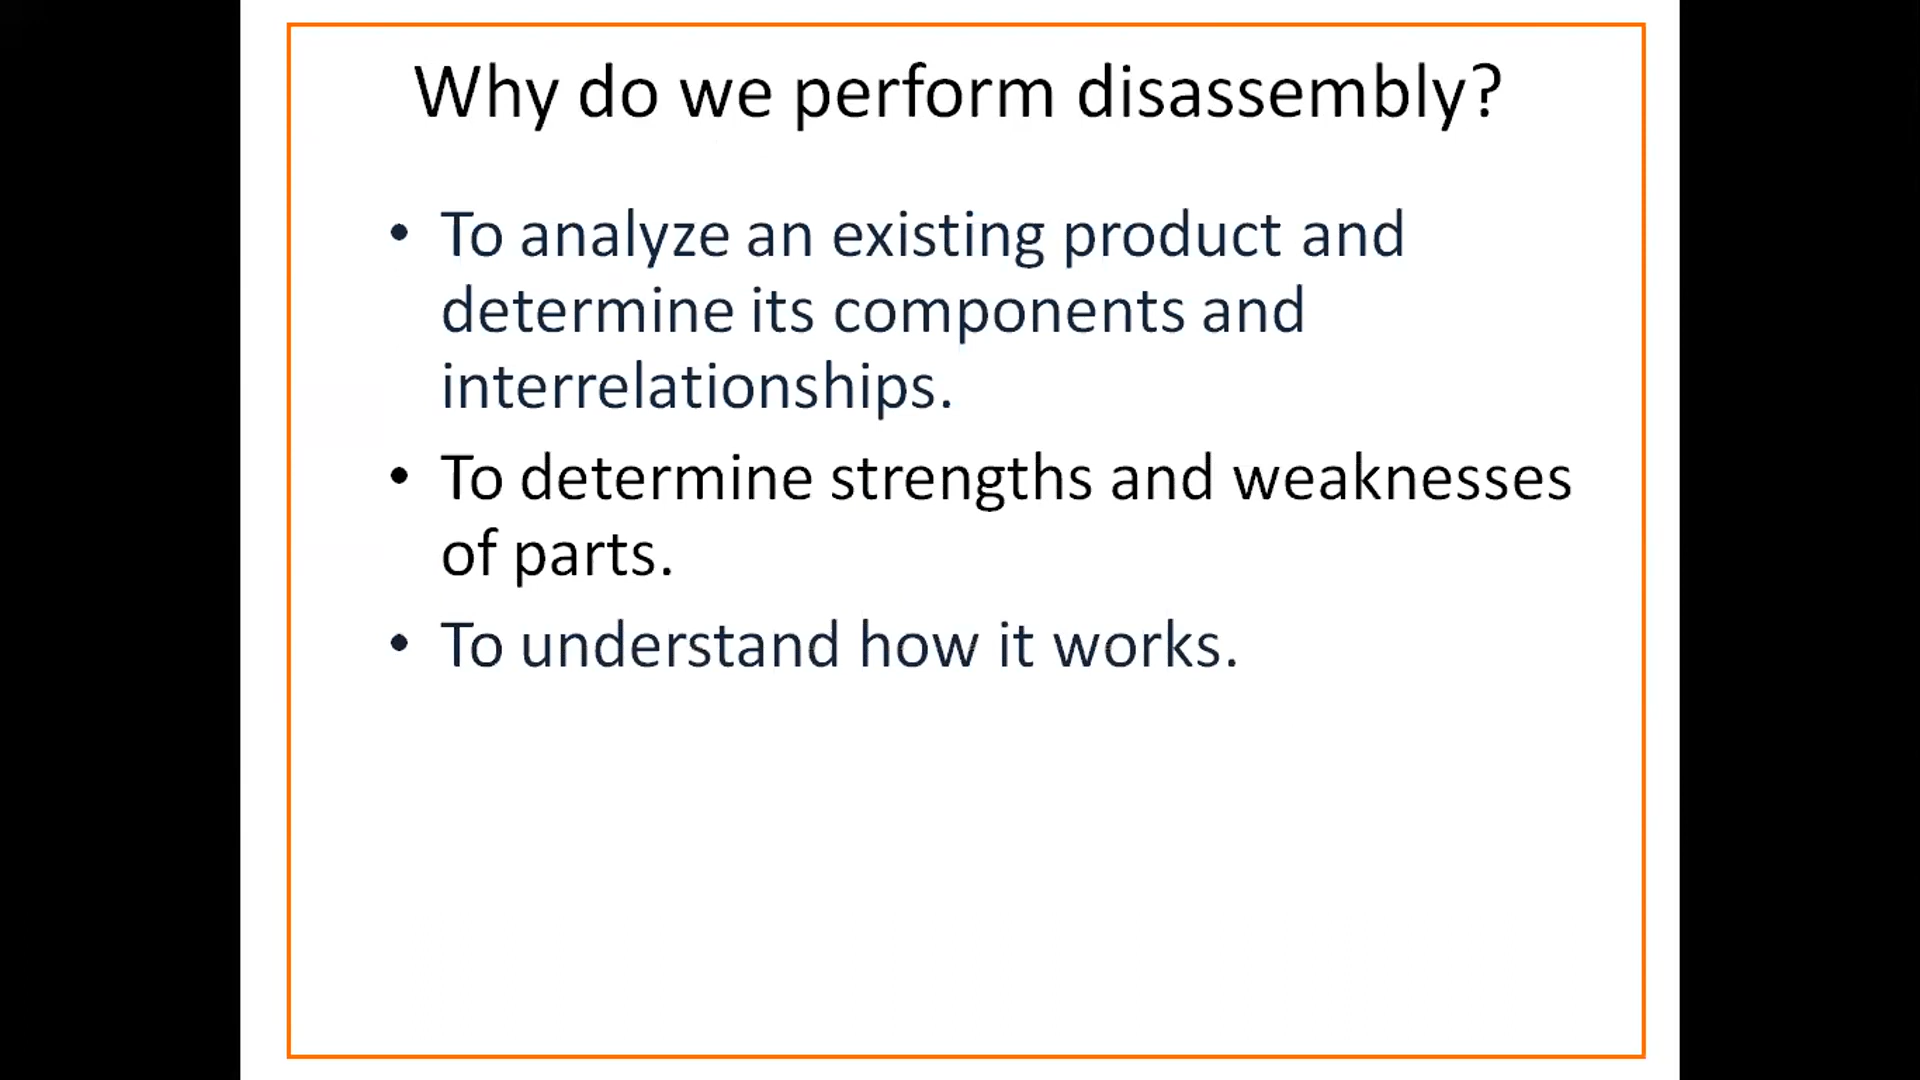 Why do we perform disassembly?
• To analyze an existing product and
determine its components and
interrelationships.
• To determine strengths and weaknesses
of parts.
• To understand how it works.